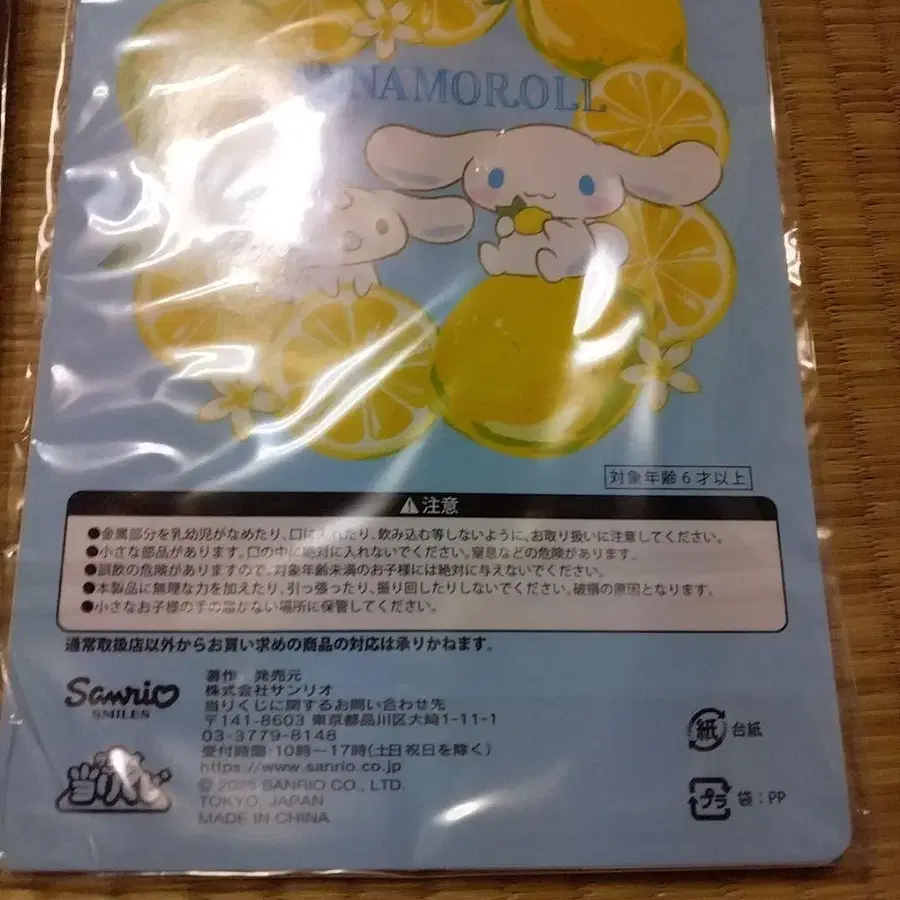 NAMOROLL
対象年齢6才以上
⚠注意
●金属部分を乳幼児がなめたり、口に入れたり、飲み込む等しないように、お取り扱いに注意してください。
●小さな部品があります。口の中に絶対に入れないでください。窒息などの危険があります。
●誤飲の危険がありますので、対象年齢未満のお子様には絶対に与えないでください。
●本製品に無理な力を加えたり、引っ張ったり、振り回したりしないでください。破損の原因となります。
●小さなお子様の手の届かない場所に保管してください。
通常取扱店以外からお買い求めの商品の対応は承りかねます。
Sanrio
SMILES
当りくじ
著作・発売元
株式会社サンリオ
当りくじに関するお問い合わせ先
〒141-8603 東京都品川区大崎1-11-1
03-3779-8148
受付時間:10時~17時(土日祝日を除く)
https://www.sanrio.co.jp
© 2025 SANRIO CO., LTD.
TOKYO, JAPAN
MADE IN CHINA
紙 台紙
プラ 袋:PP